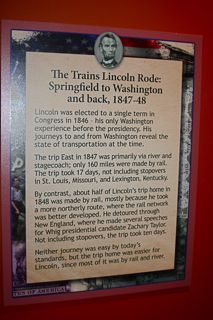 The Trains Lincoln Rode:
Springfield to Washington
and back, 1847-48
Lincoln was elected to a single term in
Congress in 1846 - his only Washington
experience before the presidency. His
journeys to and from Washington reveal the
state of transportation at the time.
The trip East in 1847 was primarily via river and
stagecoach; only 160 miles were made by rail.
The trip took 17 days, not including stopovers
in St. Louis, Missouri, and Lexington, Kentucky.
By contrast, about half of Lincoln's trip home in
1848 was made by rail, mostly because he took
a more northerly route, where the rail network
was better developed. He detoured through
New England, where he made several speeches
for Whig presidential candidate Zachary Taylor.
Not including stopovers, the trip took ten days.
Neither journey was easy by today's
standards, but the trip home was easier for
Lincoln, since most of it was by rail and river.
OF AMERICA